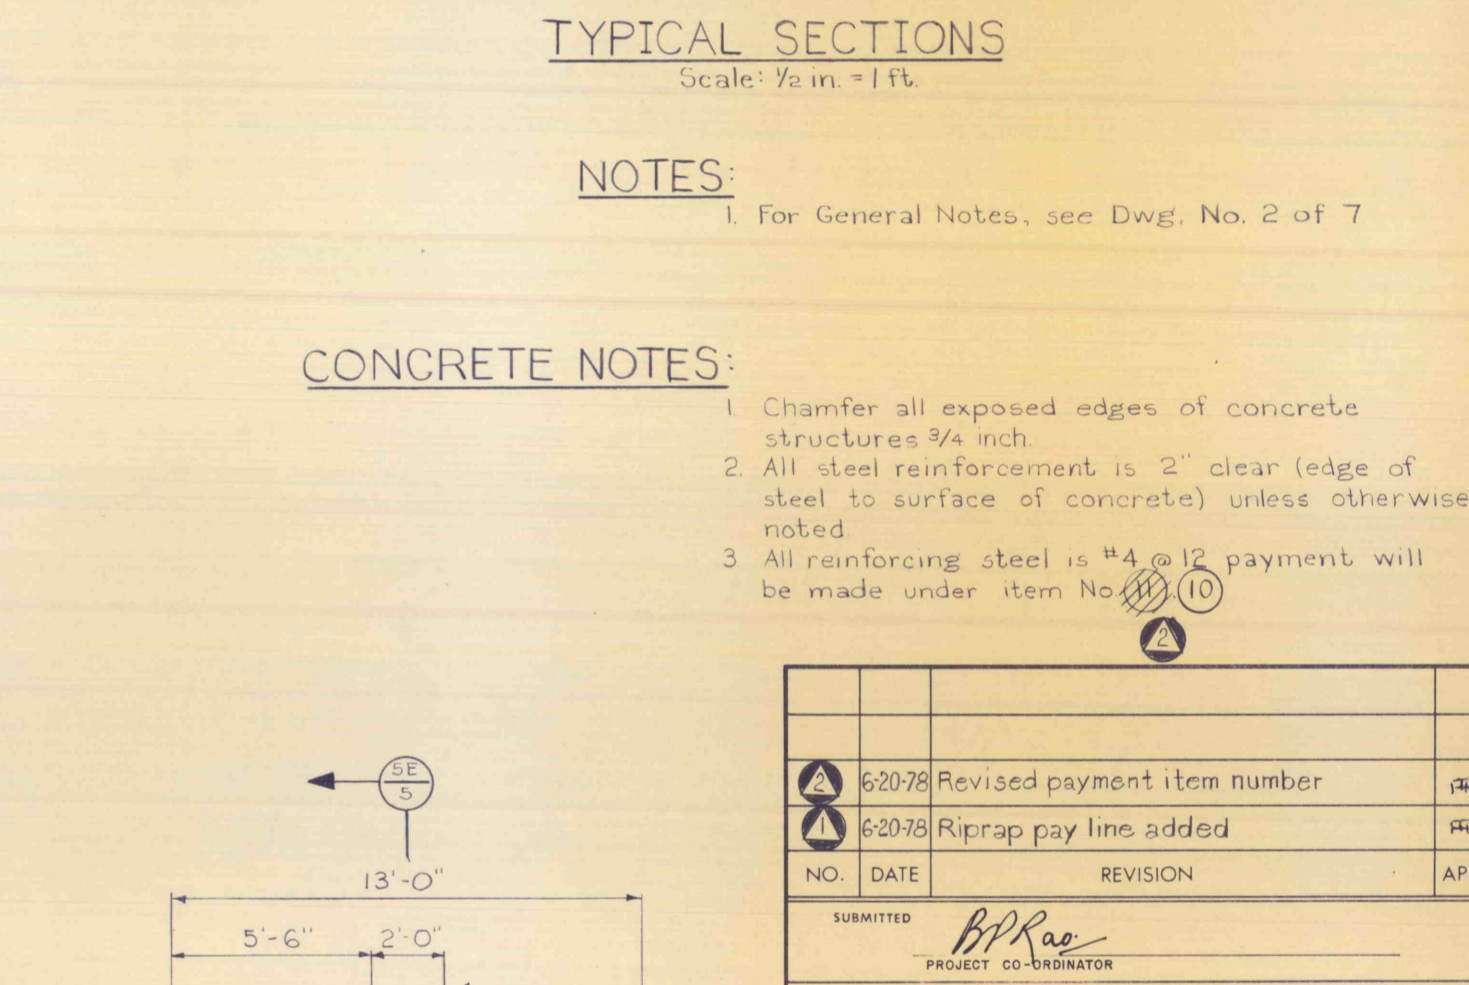 TYPICAL SECTIONS
Scale: 1/2 in. = 1 ft.
NOTES:
1. For General Notes, see Dwg. No. 2 of 7
CONCRETE NOTES:
1. Chamfer all exposed edges of concrete
structures 3/4 inch.
2. All steel reinforcement is 2" clear (edge of
steel to surface of concrete) unless otherwise
noted.
3. All reinforcing steel is #4 @ 12 payment will
be made under item No. 10
2
2 6-20-78 Revised payment item number
1 6-20-78 Riprap pay line added
NO. DATE REVISION AP
SUBMITTED BP Rao.
PROJECT CO-ORDINATOR
5E
5
13'-0"
5'-6" 2'-0"